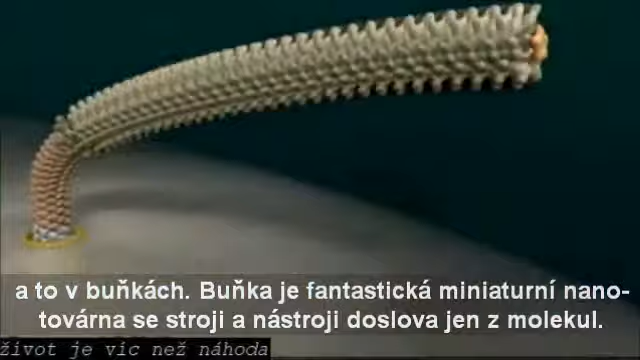 a to v buňkách. Buňka je fantastická miniaturní nano-
továrna se stroji a nástroji doslova jen z molekul.
život je víc než náhoda